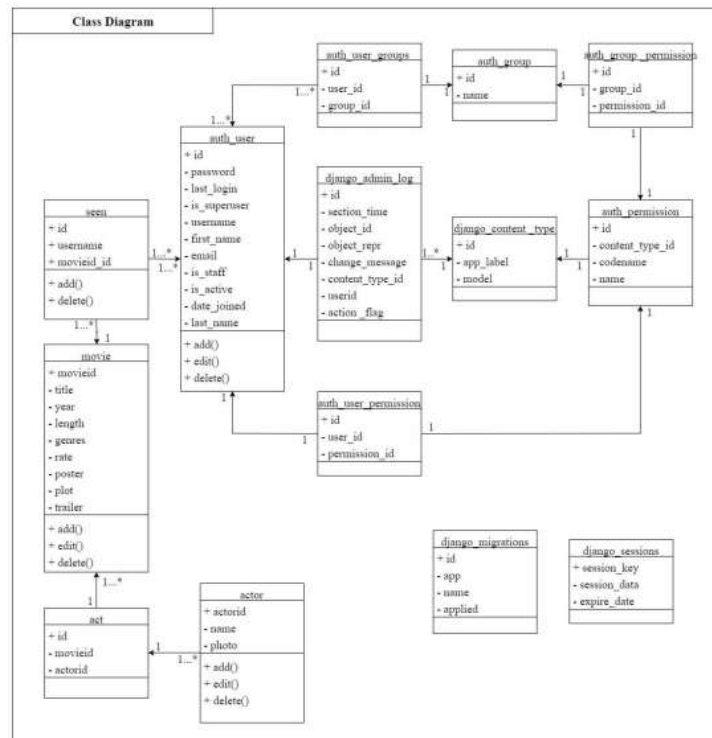 Class Diagram
auth_user_groups
+ id
- user_id
- group_id
1
1
auth_group
+ id
- name
1
1
auth_group_permission
+ id
- group_id
- permission_id
1...*
1...*
auth_user
+ id
- password
- last_login
- is_superuser
- username
- first_name
- email
- is_staff
- is_active
- date_joined
- last_name
+ add()
+ edit()
+ delete()
django_admin_log
+ id
- section_time
- object_id
- object_repr
- change_message
- content_type_id
- userid
- action_flag
1
1
1...*
1
django_content_type
+ id
- app_label
- model
1
1
1
1
auth_permission
+ id
- content_type_id
- codename
- name
seen
+ id
+ username
+ movieid_id
+ add()
+ delete()
1...*
1...*
1...*
1
movie
+ movieid
- title
- year
- length
- genres
- rate
- poster
- plot
- trailer
+ add()
+ edit()
+ delete()
1
1
auth_user_permission
+ id
- user_id
- permission_id
1
1
1...*
1
act
+ id
- movieid
- actorid
1
1...*
actor
+ actorid
- name
- photo
+ add()
+ edit()
+ delete()
django_migrations
+ id
- app
- name
- applied
django_sessions
+ session_key
- session_data
- expire_date